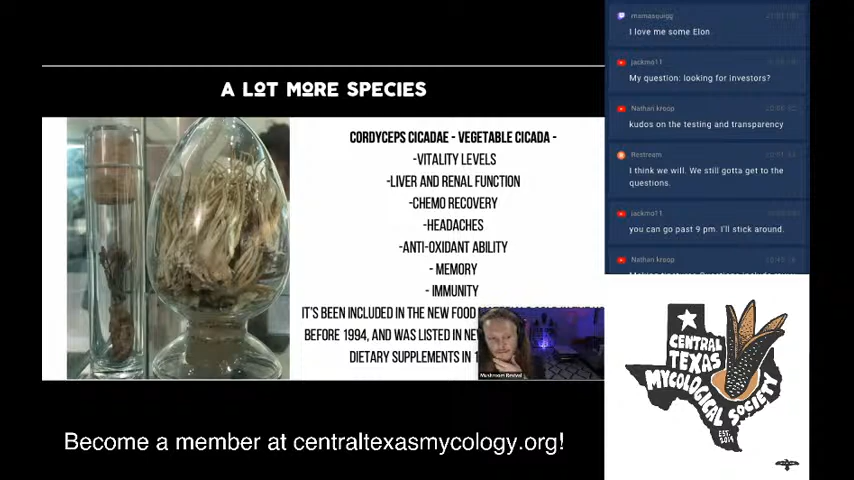 A LOT MORE SPECIES
CORDYCEPS CICADAE - VEGETABLE CICADA -
-VITALITY LEVELS
-LIVER AND RENAL FUNCTION
-CHEMO RECOVERY
-HEADACHES
-ANTI-OXIDANT ABILITY
- MEMORY
- IMMUNITY
IT'S BEEN INCLUDED IN THE NEW FOOD
BEFORE 1994, AND WAS LISTED IN
DIETARY SUPPLEMENTS IN
Mushroom Revival
Become a member at centraltexasmycology.org!
mamasquigg
I love me some Elon
jackmo11
My question: looking for investors?
Nathan kroop
kudos on the testing and transparency
Restream
I think we will. We still gotta get to the
questions.
jackmo11
you can go past 9 pm. I'll stick around.
Nathan kroop
CENTRAL
TEXAS
MYCOLOGICAL
SOCIETY
EST.
2019